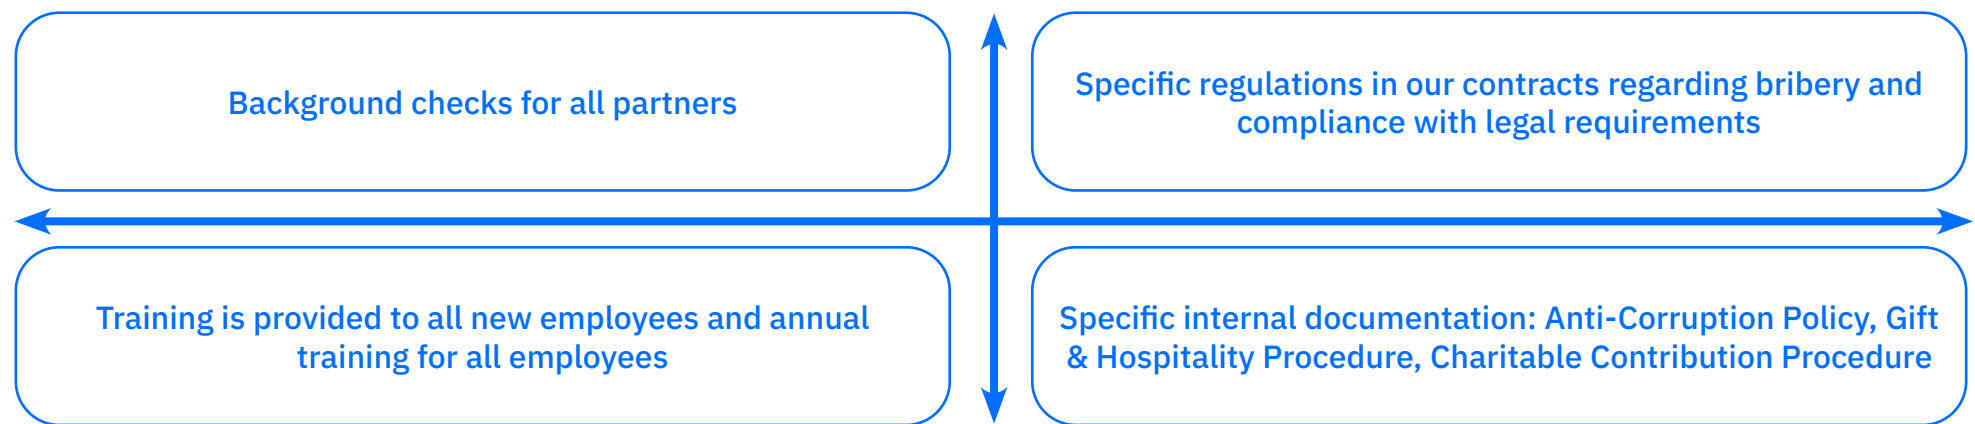 Background checks for all partners
Specific regulations in our contracts regarding bribery and
compliance with legal requirements
Training is provided to all new employees and annual
training for all employees
Specific internal documentation: Anti-Corruption Policy, Gift
& Hospitality Procedure, Charitable Contribution Procedure